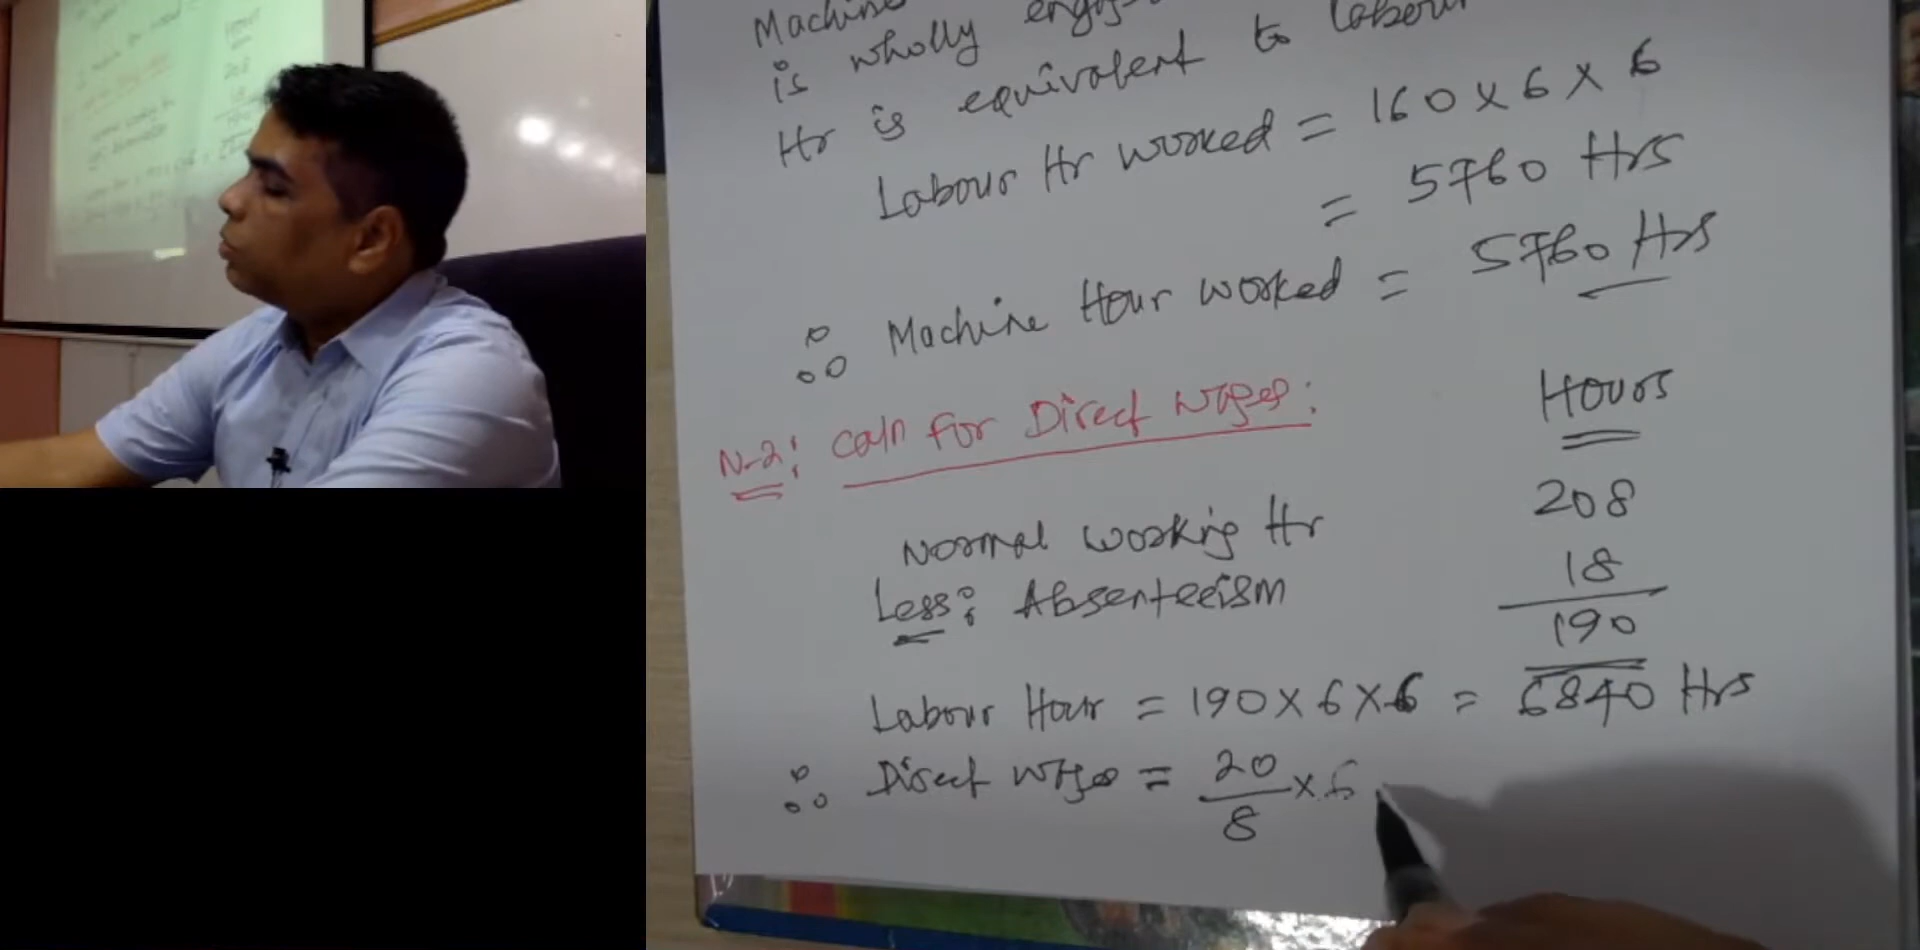 Machine
is wholly
Hr is equivalent to Labour
Labour Hr worked = 160 x 6 x 6
= 5760 Hrs
∴ Machine Hour worked = 5760 Hrs
N-2: Caln for Direct Wages:
Hours
Normal working Hr 208
Less: Absenteeism 18
190
Labour Hour = 190 x 6 x 6 = 6840 Hrs
∴ Direct wages = 20/8 x 6